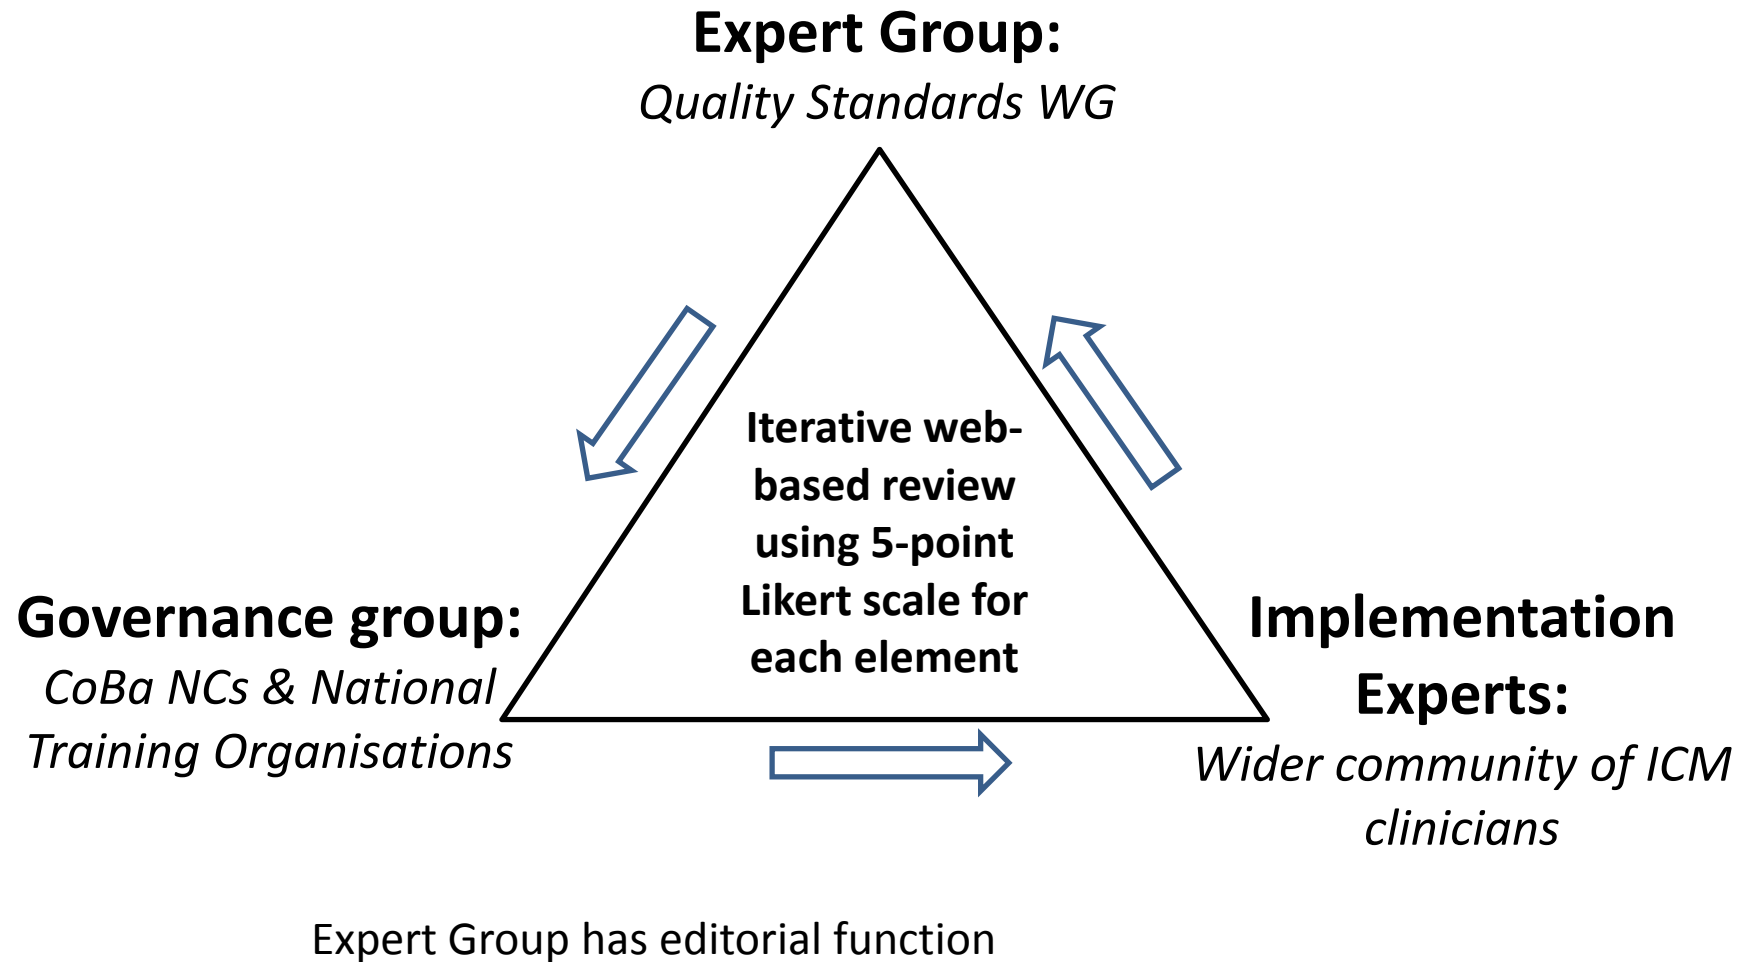 Expert Group:
Quality Standards WG
Iterative web-
based review
using 5-point
Likert scale for
each element
Governance group:
CoBa NCs & National
Training Organisations
Implementation
Experts:
Wider community of ICM
clinicians
Expert Group has editorial function